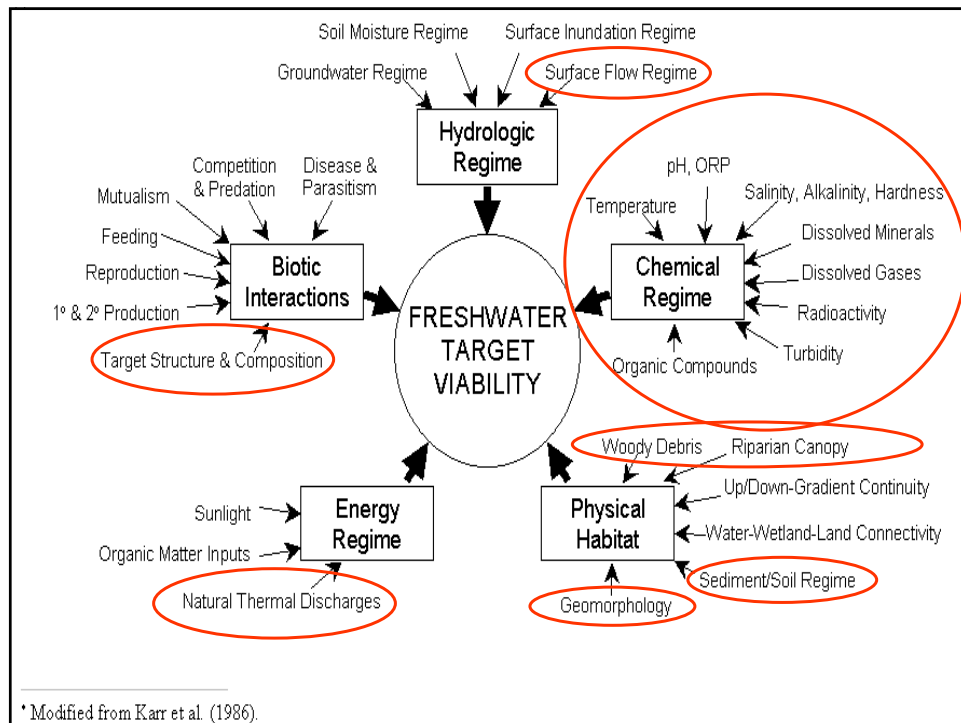 Soil Moisture Regime
Surface Inundation Regime
Groundwater Regime
Surface Flow Regime
Hydrologic
Regime
Competition
& Predation
Disease &
Parasitism
Mutualism
Feeding
Reproduction
1º & 2º Production
Target Structure & Composition
Biotic
Interactions
pH, ORP
Temperature
Salinity, Alkalinity, Hardness
Dissolved Minerals
Dissolved Gases
Radioactivity
Turbidity
Organic Compounds
Chemical
Regime
FRESHWATER
TARGET
VIABILITY
Sunlight
Organic Matter Inputs
Natural Thermal Discharges
Energy
Regime
Woody Debris
Riparian Canopy
Up/Down-Gradient Continuity
Water-Wetland-Land Connectivity
Sediment/Soil Regime
Geomorphology
Physical
Habitat
* Modified from Karr et al. (1986).